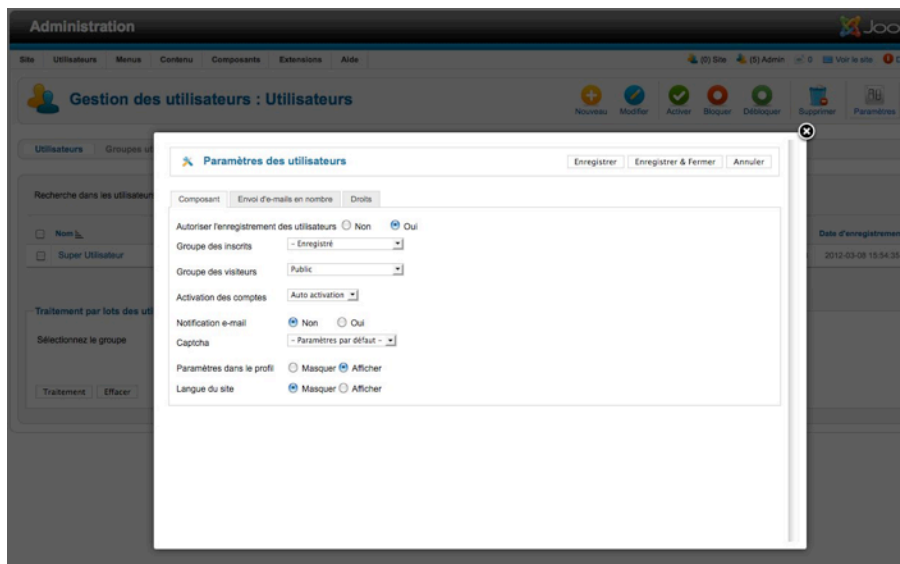 Administration
Joo
Site Utilisateurs Menus Contenu Composants Extensions Aide (0) Site (5) Admin 0 Voir le site
Gestion des utilisateurs : Utilisateurs
Nouveau Modifier Activer Bloquer Débloquer Supprimer Paramètres
Utilisateurs Groupes ut
Paramètres des utilisateurs Enregistrer Enregistrer & Fermer Annuler
Recherche dans les utilisateurs
Composant Envoi d'e-mails en nombre Droits
Autoriser l'enregistrement des utilisateurs Non Oui
Nom Date d'enregistremen
Groupe des inscrits - Enregistré
Super Utilisateur 2012-03-08 15:54:35
Groupe des visiteurs Public
Activation des comptes Auto activation
Traitement par lots des uti
Notification e-mail Non Oui
Sélectionnez le groupe
Captcha - Paramètres par défaut -
Paramètres dans le profil Masquer Afficher
Langue du site Masquer Afficher
Traitement Effacer